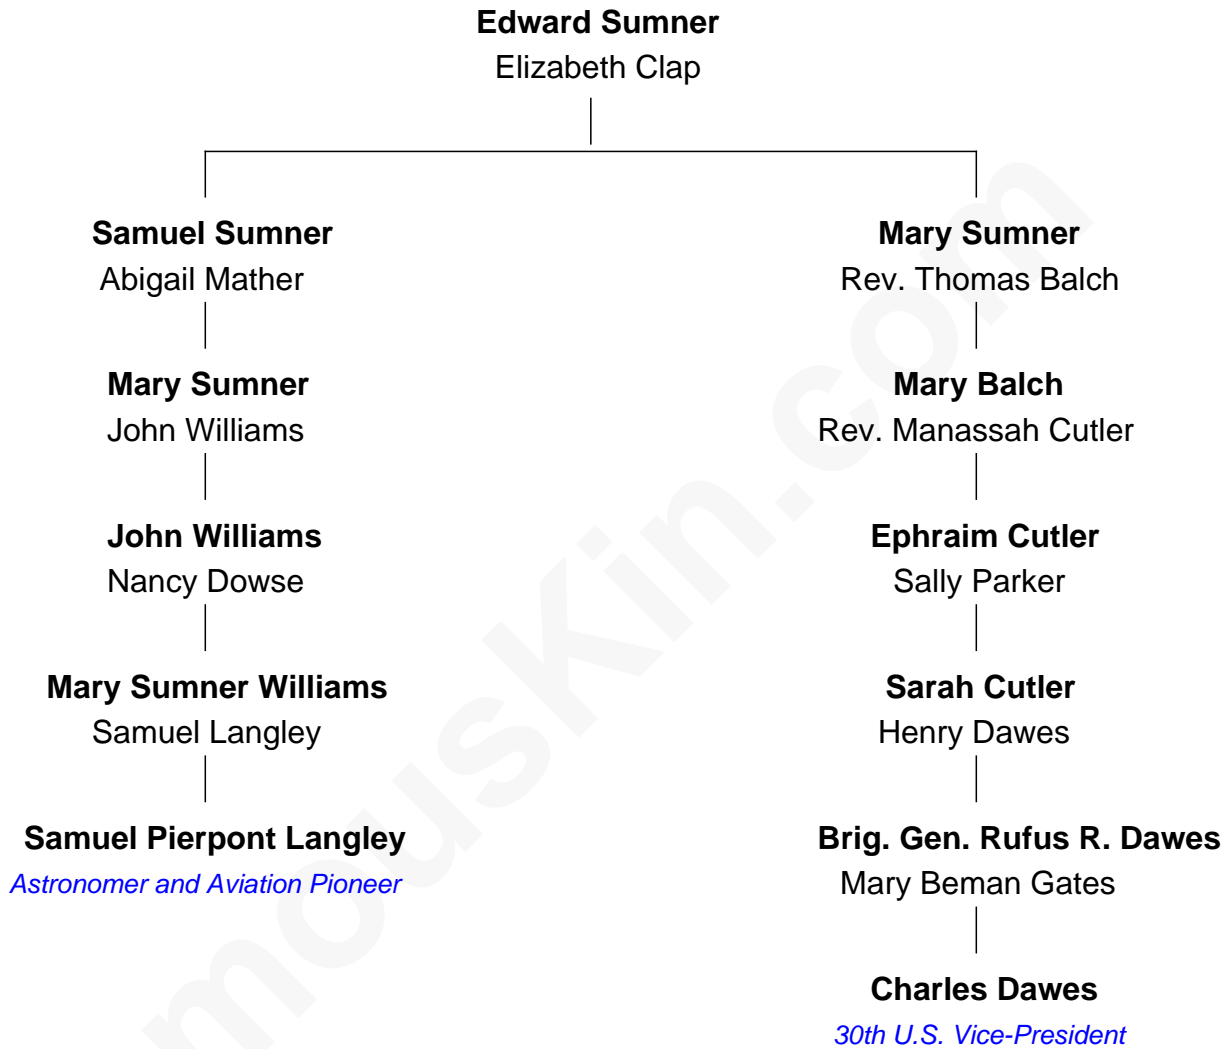 Edward Sumner
Elizabeth Clap
Samuel Sumner
Abigail Mather
Mary Sumner
John Williams
John Williams
Nancy Dowse
Mary Sumner Williams
Samuel Langley
Samuel Pierpont Langley
Astronomer and Aviation Pioneer
Mary Sumner
Rev. Thomas Balch
Mary Balch
Rev. Manassah Cutler
Ephraim Cutler
Sally Parker
Sarah Cutler
Henry Dawes
Brig. Gen. Rufus R. Dawes
Mary Beman Gates
Charles Dawes
30th U.S. Vice-President
mousKin.com